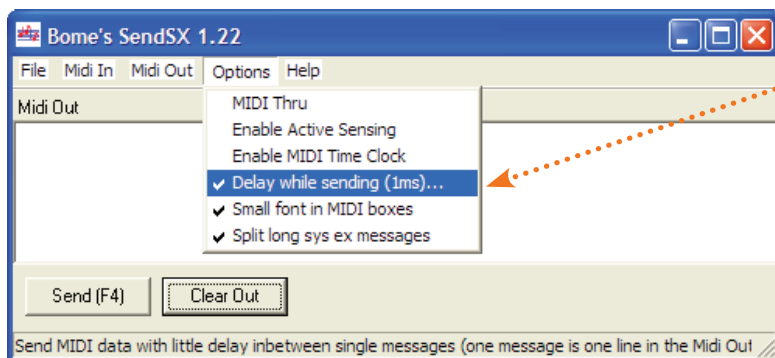 Bome's SendSX 1.22
File Midi In Midi Out Options Help
Midi Out
MIDI Thru
Enable Active Sensing
Enable MIDI Time Clock
Delay while sending (1ms)...
Small font in MIDI boxes
Split long sys ex messages
Send (F4) Clear Out
Send MIDI data with little delay inbetween single messages (one message is one line in the Midi Out